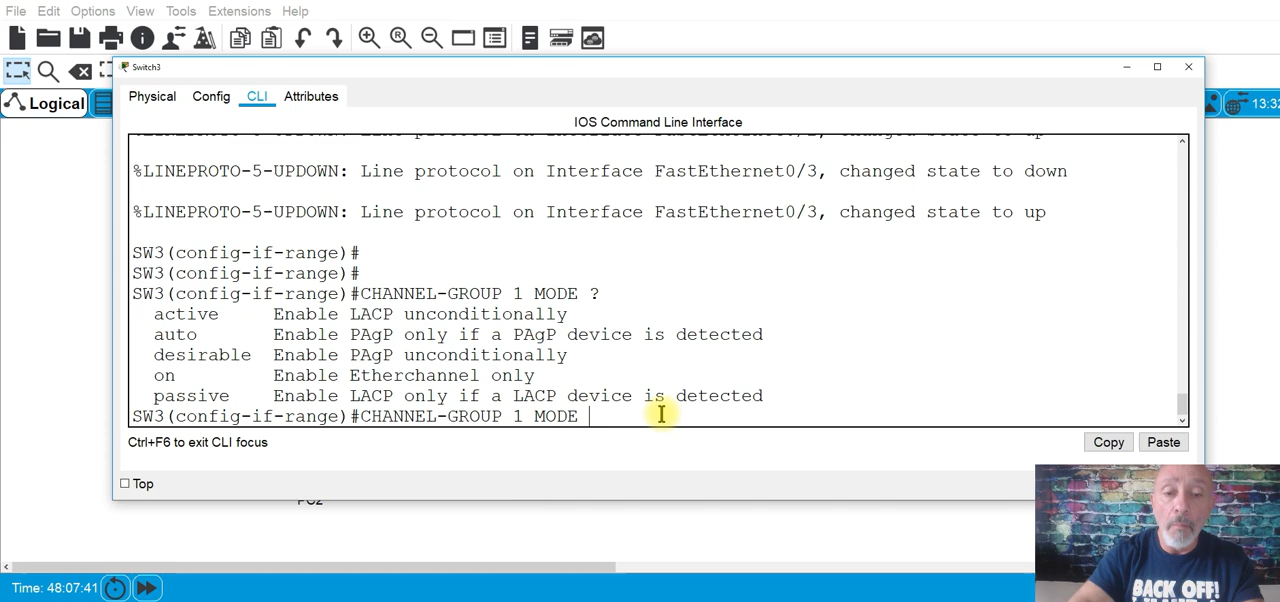 File Edit Options View Tools Extensions Help
Switch3
Logical
13:32
Physical Config CLI Attributes
IOS Command Line Interface
%LINEPROTO-5-UPDOWN: Line protocol on Interface FastEthernet0/3, changed state to down
%LINEPROTO-5-UPDOWN: Line protocol on Interface FastEthernet0/3, changed state to up
SW3(config-if-range)#
SW3(config-if-range)#
SW3(config-if-range)#CHANNEL-GROUP 1 MODE ?
active Enable LACP unconditionally
auto Enable PAgP only if a PAgP device is detected
desirable Enable PAgP unconditionally
on Enable Etherchannel only
passive Enable LACP only if a LACP device is detected
SW3(config-if-range)#CHANNEL-GROUP 1 MODE
Ctrl+F6 to exit CLI focus
Copy Paste
Top
PC2
Time: 48:07:41
BACK OFF!